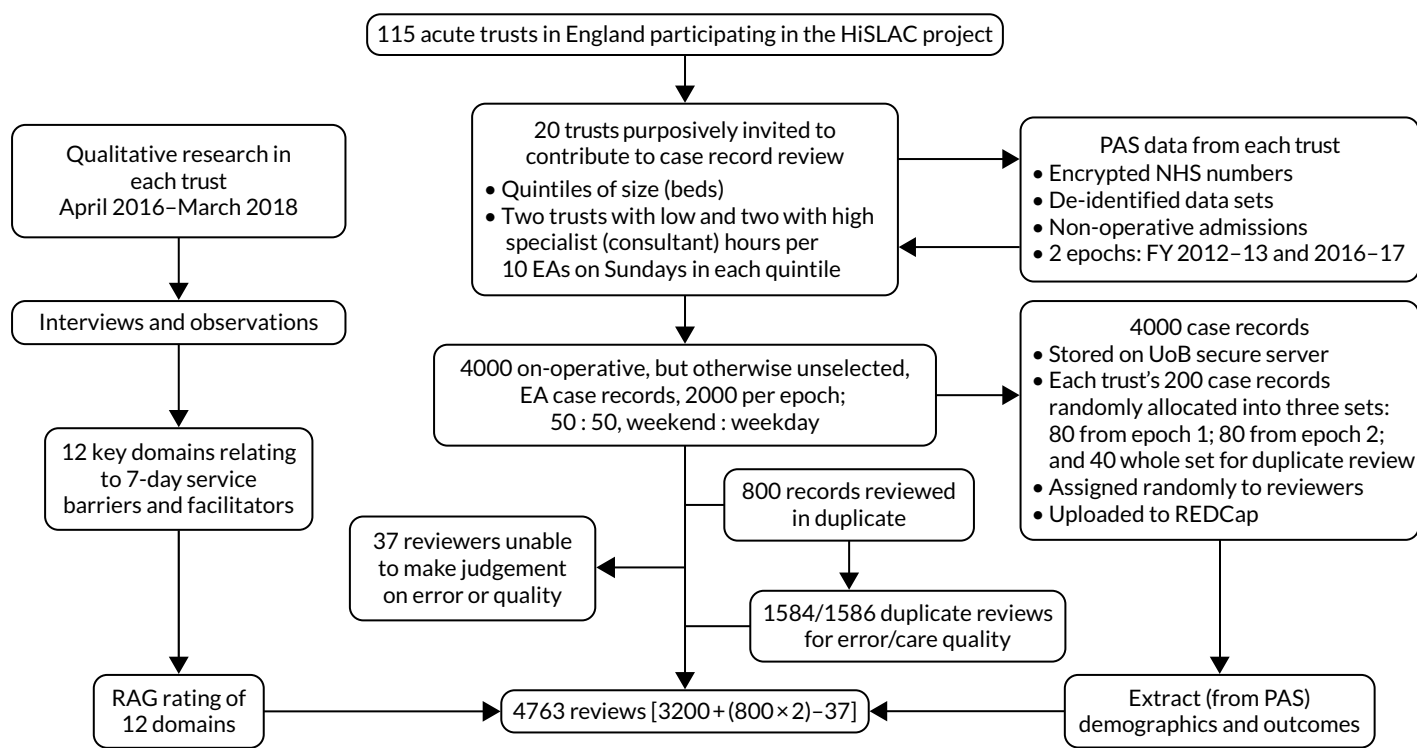 115 acute trusts in England participating in the HiSLAC project
Qualitative research in
each trust
April 2016–March 2018
Interviews and observations
12 key domains relating
to 7-day service
barriers and facilitators
RAG rating of
12 domains
20 trusts purposively invited to
contribute to case record review
• Quintiles of size (beds)
• Two trusts with low and two with high
specialist (consultant) hours per
10 EAs on Sundays in each quintile
PAS data from each trust
• Encrypted NHS numbers
• De-identified data sets
• Non-operative admissions
• 2 epochs: FY 2012–13 and 2016–17
4000 on-operative, but otherwise unselected,
EA case records, 2000 per epoch;
50 : 50, weekend : weekday
4000 case records
• Stored on UoB secure server
• Each trust’s 200 case records
randomly allocated into three sets:
80 from epoch 1; 80 from epoch 2;
and 40 whole set for duplicate review
• Assigned randomly to reviewers
• Uploaded to REDCap
800 records reviewed
in duplicate
37 reviewers unable
to make judgement
on error or quality
1584/1586 duplicate reviews
for error/care quality
4763 reviews [3200 + (800 × 2)–37]
Extract (from PAS)
demographics and outcomes